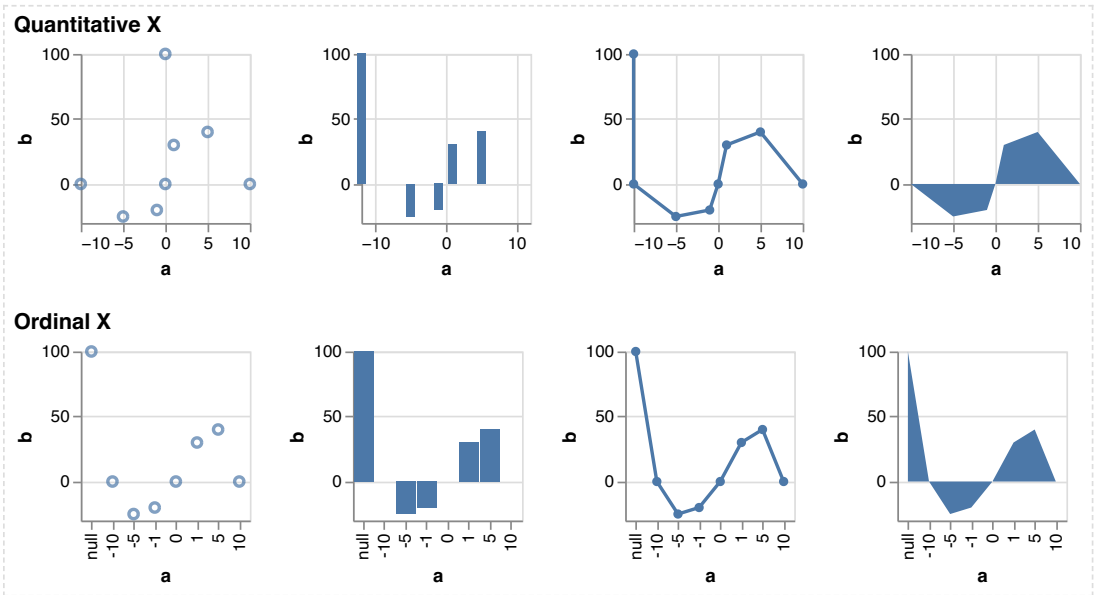 Quantitative X
100 100 100 100
50 50 50 50
b b b b
0 0 0 0
−10 −5 0 5 10 −10 0 10 −10 −5 0 5 10 −10 −5 0 5 10
a a a a
Ordinal X
100 100 100 100
50 50 50 50
b b b b
0 0 0 0
null -10 -5 -1 0 1 5 10 null -10 -5 -1 0 1 5 10 null -10 -5 -1 0 1 5 10 null -10 -5 -1 0 1 5 10
a a a a